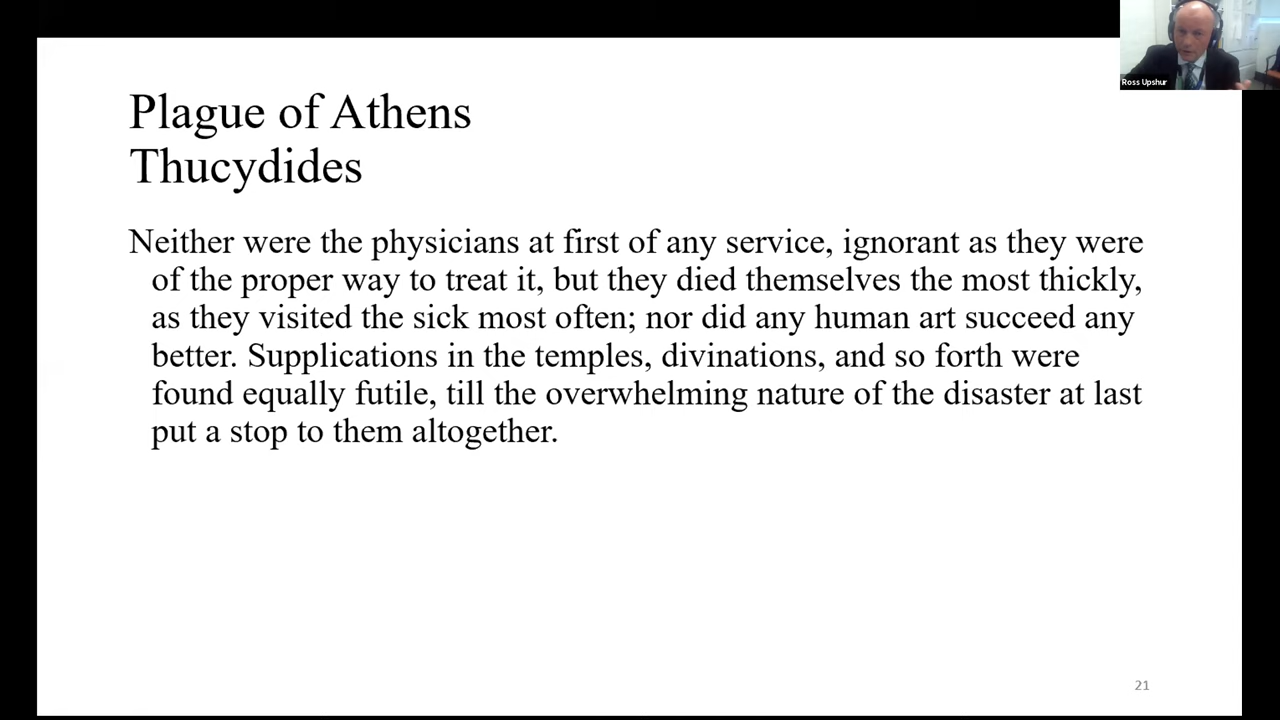 Ross Upshur
Plague of Athens
Thucydides
Neither were the physicians at first of any service, ignorant as they were
of the proper way to treat it, but they died themselves the most thickly,
as they visited the sick most often; nor did any human art succeed any
better. Supplications in the temples, divinations, and so forth were
found equally futile, till the overwhelming nature of the disaster at last
put a stop to them altogether.
21